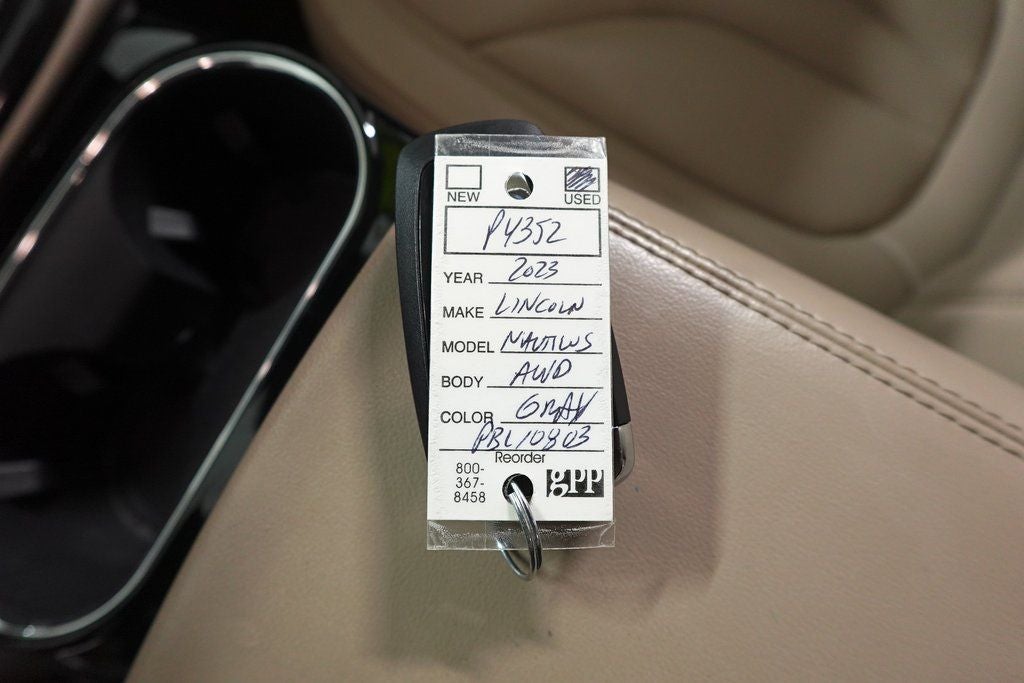 NEW USED
P4352
YEAR 2023
MAKE LINCOLN
MODEL NAUTILUS
BODY AWD
COLOR GRAY
PBL10803
Reorder
800-
367-
8458
gPP